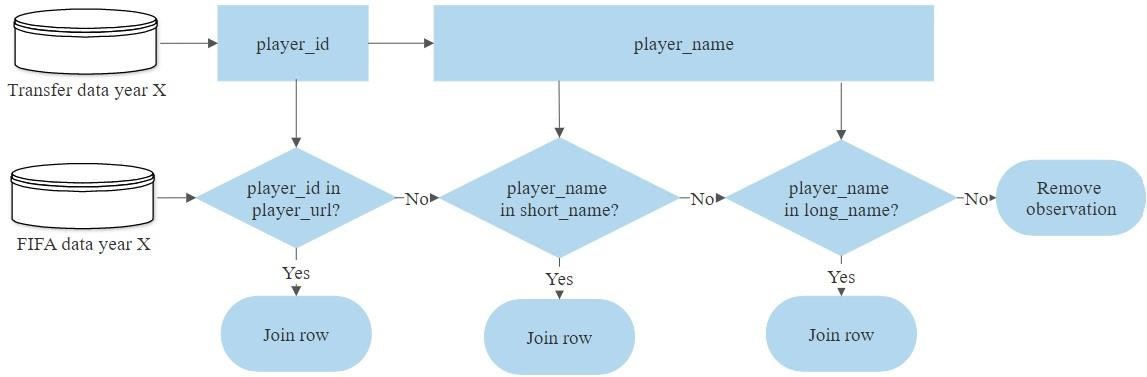 player_id
player_name
Transfer data year X
player_id in
player_url?
No
player_name
in short_name?
No
player_name
in long_name?
No
Remove
observation
FIFA data year X
Yes
Yes
Yes
Join row
Join row
Join row